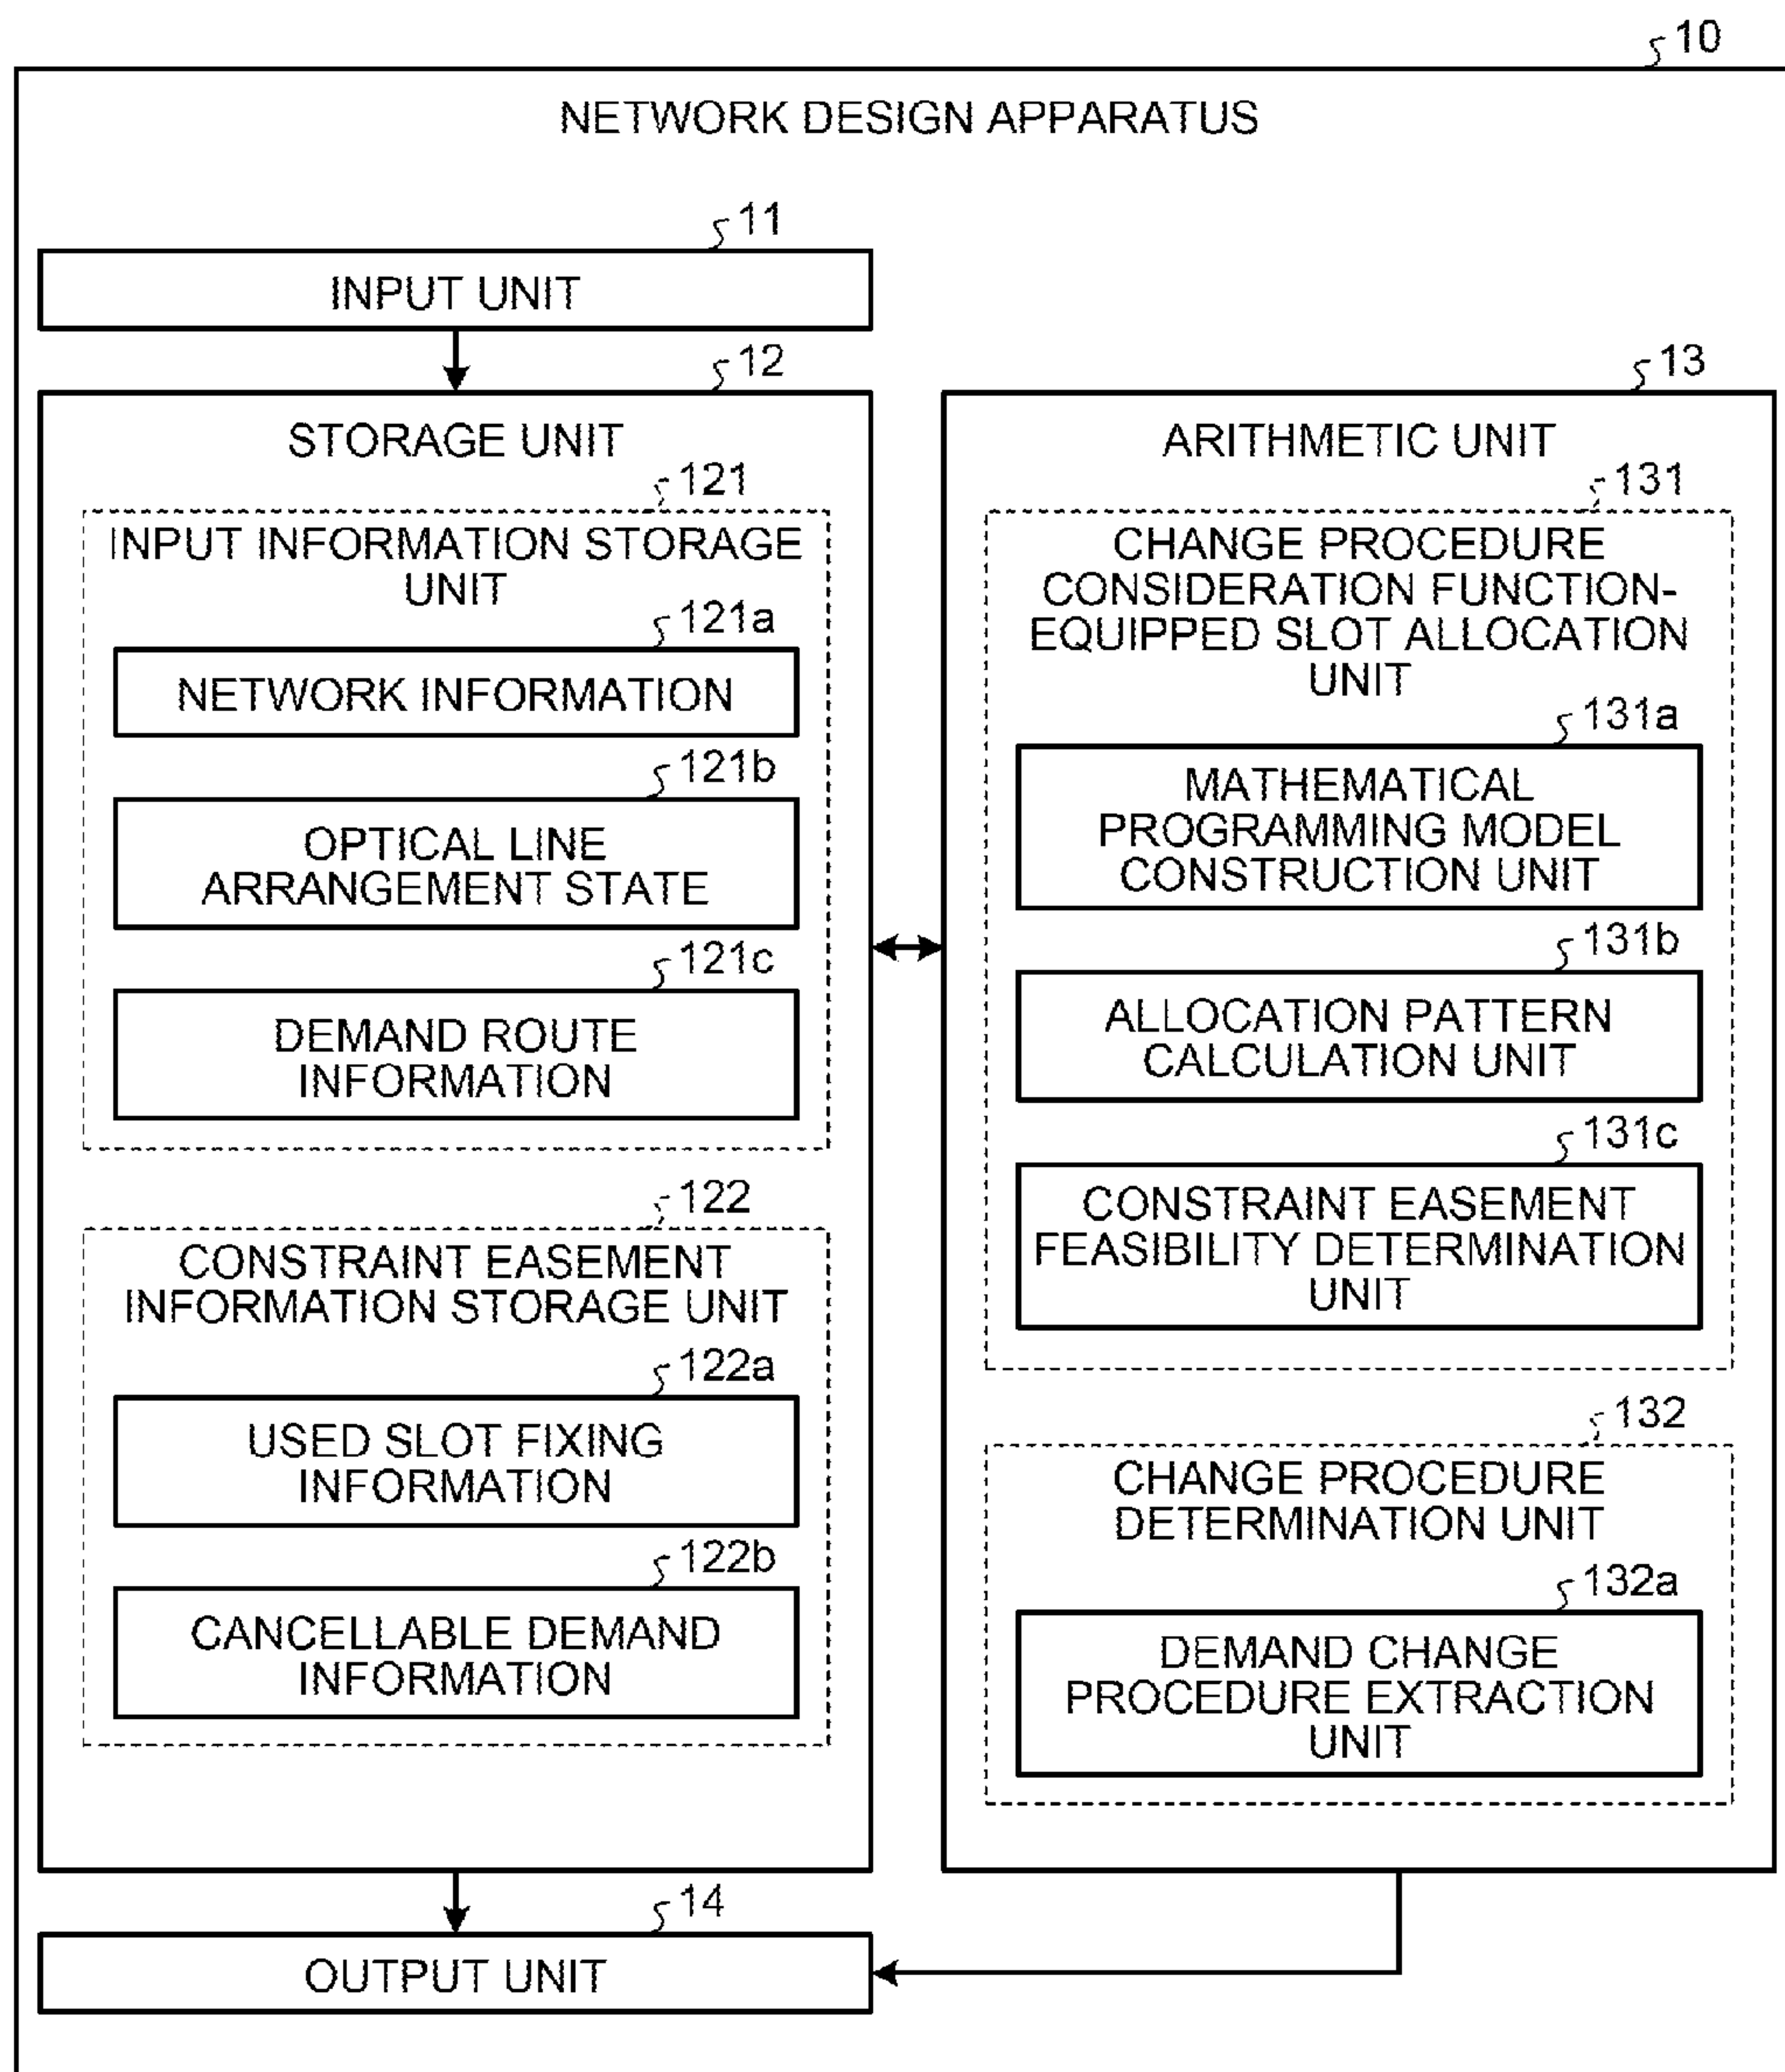 10
NETWORK DESIGN APPARATUS
11
INPUT UNIT
12
STORAGE UNIT
121
INPUT INFORMATION STORAGE
UNIT
121a
NETWORK INFORMATION
121b
OPTICAL LINE
ARRANGEMENT STATE
121c
DEMAND ROUTE
INFORMATION
122
CONSTRAINT EASEMENT
INFORMATION STORAGE UNIT
122a
USED SLOT FIXING
INFORMATION
122b
CANCELLABLE DEMAND
INFORMATION
13
ARITHMETIC UNIT
131
CHANGE PROCEDURE
CONSIDERATION FUNCTION-
EQUIPPED SLOT ALLOCATION
UNIT
131a
MATHEMATICAL
PROGRAMMING MODEL
CONSTRUCTION UNIT
131b
ALLOCATION PATTERN
CALCULATION UNIT
131c
CONSTRAINT EASEMENT
FEASIBILITY DETERMINATION
UNIT
132
CHANGE PROCEDURE
DETERMINATION UNIT
132a
DEMAND CHANGE
PROCEDURE EXTRACTION
UNIT
14
OUTPUT UNIT